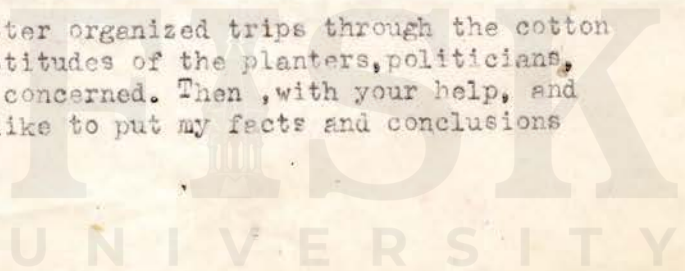 ter organized trips through the cotton
titudes of the planters,politicians,
concerned. Then ,with your help, and
ike to put my facts and conclusions
FISK
UNIVERSITY